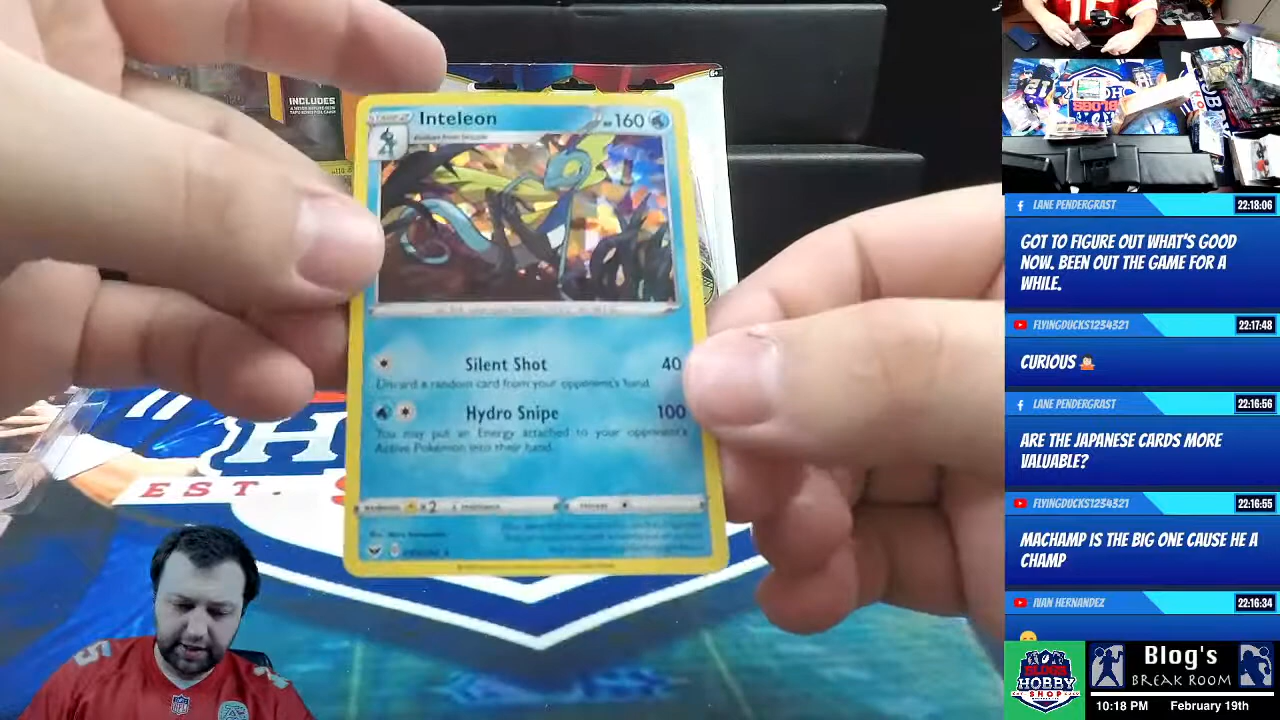 INCLUDES
6+
Inteleon
160
Silent Shot 40
Discard a random card from your opponent's hand.
Hydro Snipe 100
You may put an Energy attached to your opponent's
Active Pokémon into their hand.
×2
EST.
LANE PENDERGRAST 22:18:06
GOT TO FIGURE OUT WHAT'S GOOD
NOW. BEEN OUT THE GAME FOR A
WHILE.
FLYINGDUCKS1234321 22:17:48
CURIOUS 🤷🏻
LANE PENDERGRAST 22:16:56
ARE THE JAPANESE CARDS MORE
VALUABLE?
FLYINGDUCKS1234321 22:16:55
MACHAMP IS THE BIG ONE CAUSE HE A
CHAMP
IVAN HERNANDEZ 22:16:34
BLOGS
HOBBY
SHOP
Blog's
BREAK ROOM
10:18 PM February 19th